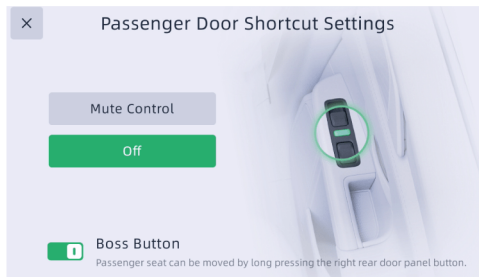 Passenger Door Shortcut Settings
Mute Control
Off
Boss Button
Passenger seat can be moved by long pressing the right rear door panel button.